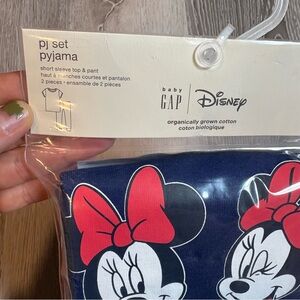 pj set
pyjama
short sleeve top & pant
haut à manches courtes et pantalon
2 pieces • ensemble de 2 pièces
baby
GAP
Disney
organically grown cotton
coton biologique